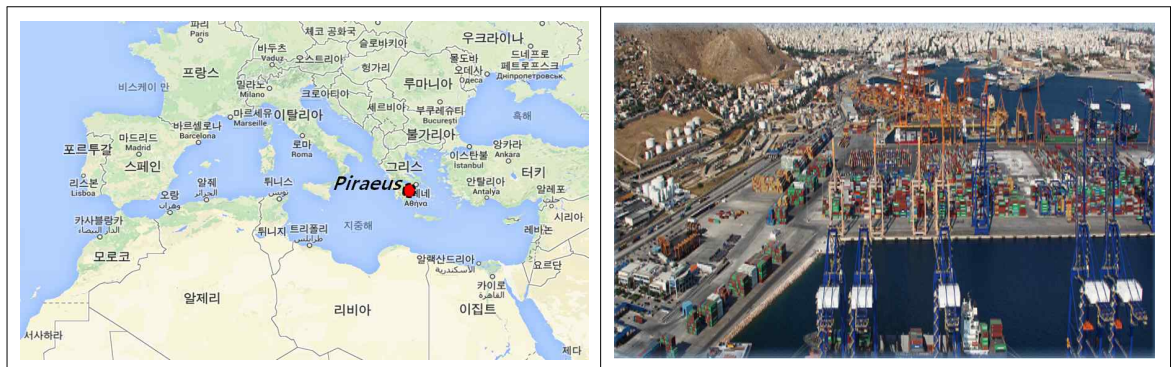 파리
Paris
체코 공화국
슬로바키아
우크라이나
바두츠
Vaduz
오스트리아
헝가리
몰도바
드네프로
페트로프스크
Дніпропетровськ
오데사
Одеса
프랑스
비스케이 만
밀라노
Milano
크로아티아
루마니아
세르비아
부쿠레슈티
București
마르세유
Marseille
이탈리아
흑해
바르셀로나
Barcelona
불가리아
마드리드
Madrid
로마
Roma
포르투갈
스페인
이스탄불
İstanbul
앙카라
Ankara
그리스
터키
리스본
Lisboa
Piraeus
테네
Αθήνα
안탈리아
Antalya
알레포
حلب
오랑
وهران
알제
الجزائر
튀니스
تونس
시리아
카사블랑카
الدار البيضاء
지중해
레바논
튀니지
트리폴리
طرابلس
모로코
알렉산드리아
الإسكندرية
요르단
카이로
القاهرة
알제리
리비아
이집트
서사하라
제다